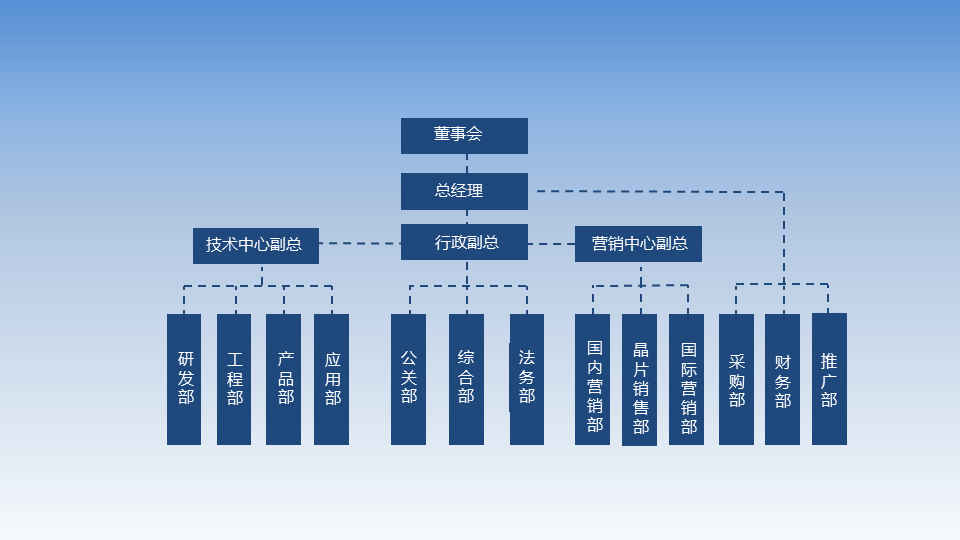 董事会
总经理
技术中心副总
行政副总
营销中心副总
研发部
工程部
产品部
应用部
公关部
综合部
法务部
国内营销部
晶片销售部
国际营销部
采购部
财务部
推广部